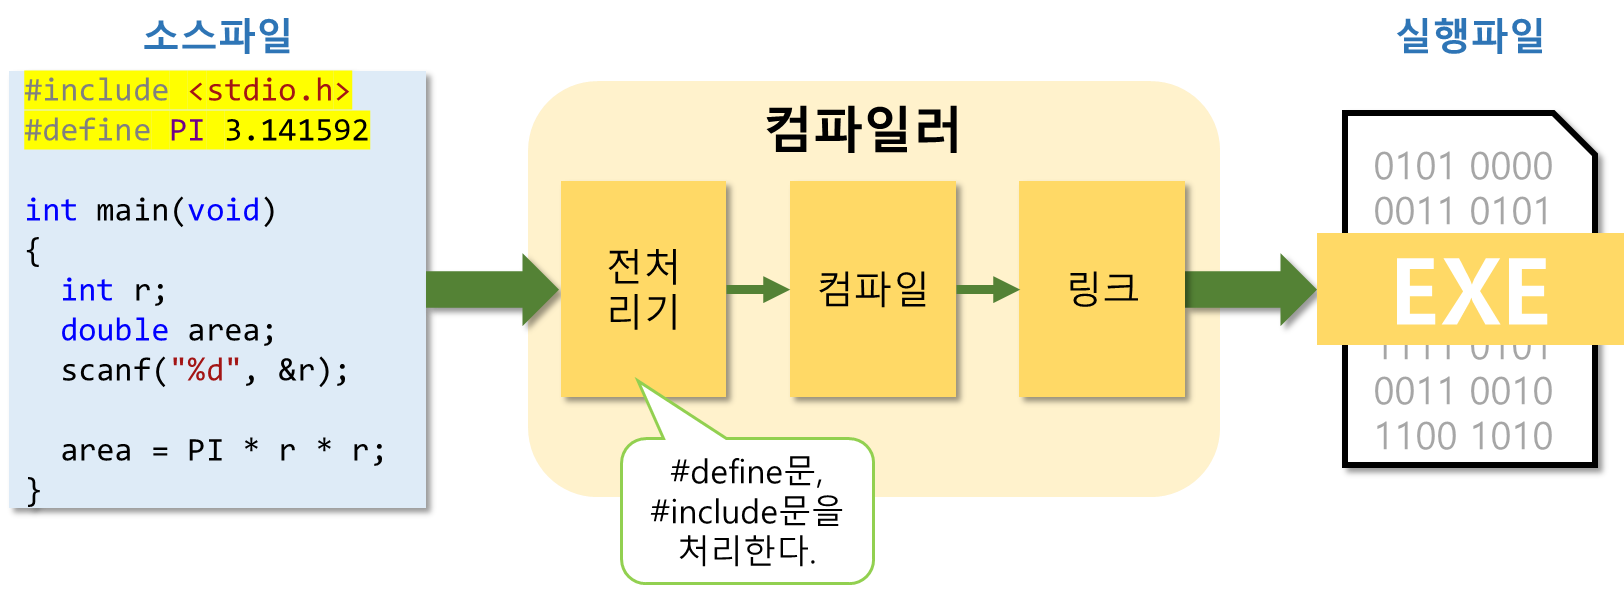 소스파일
#include <stdio.h>
#define PI 3.141592
int main(void)
{
int r;
double area;
scanf("%d", &r);
area = PI * r * r;
}
컴파일러
전처
리기
컴파일
링크
#define문,
#include문을
처리한다.
실행파일
0101 0000
0011 0101
EXE
1111 0101
0011 0010
1100 1010